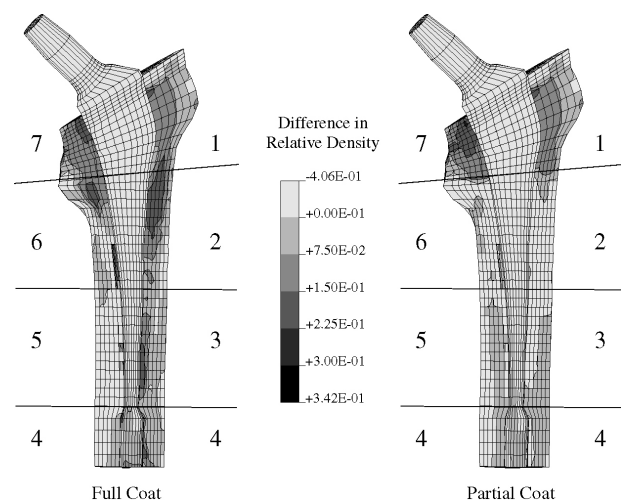 Difference in
Relative Density
-4.06E-01
+0.00E-01
+7.50E-02
+1.50E-01
+2.25E-01
+3.00E-01
+3.42E-01
7
1
6
2
5
3
4
4
Full Coat
7
1
6
2
5
3
4
4
Partial Coat